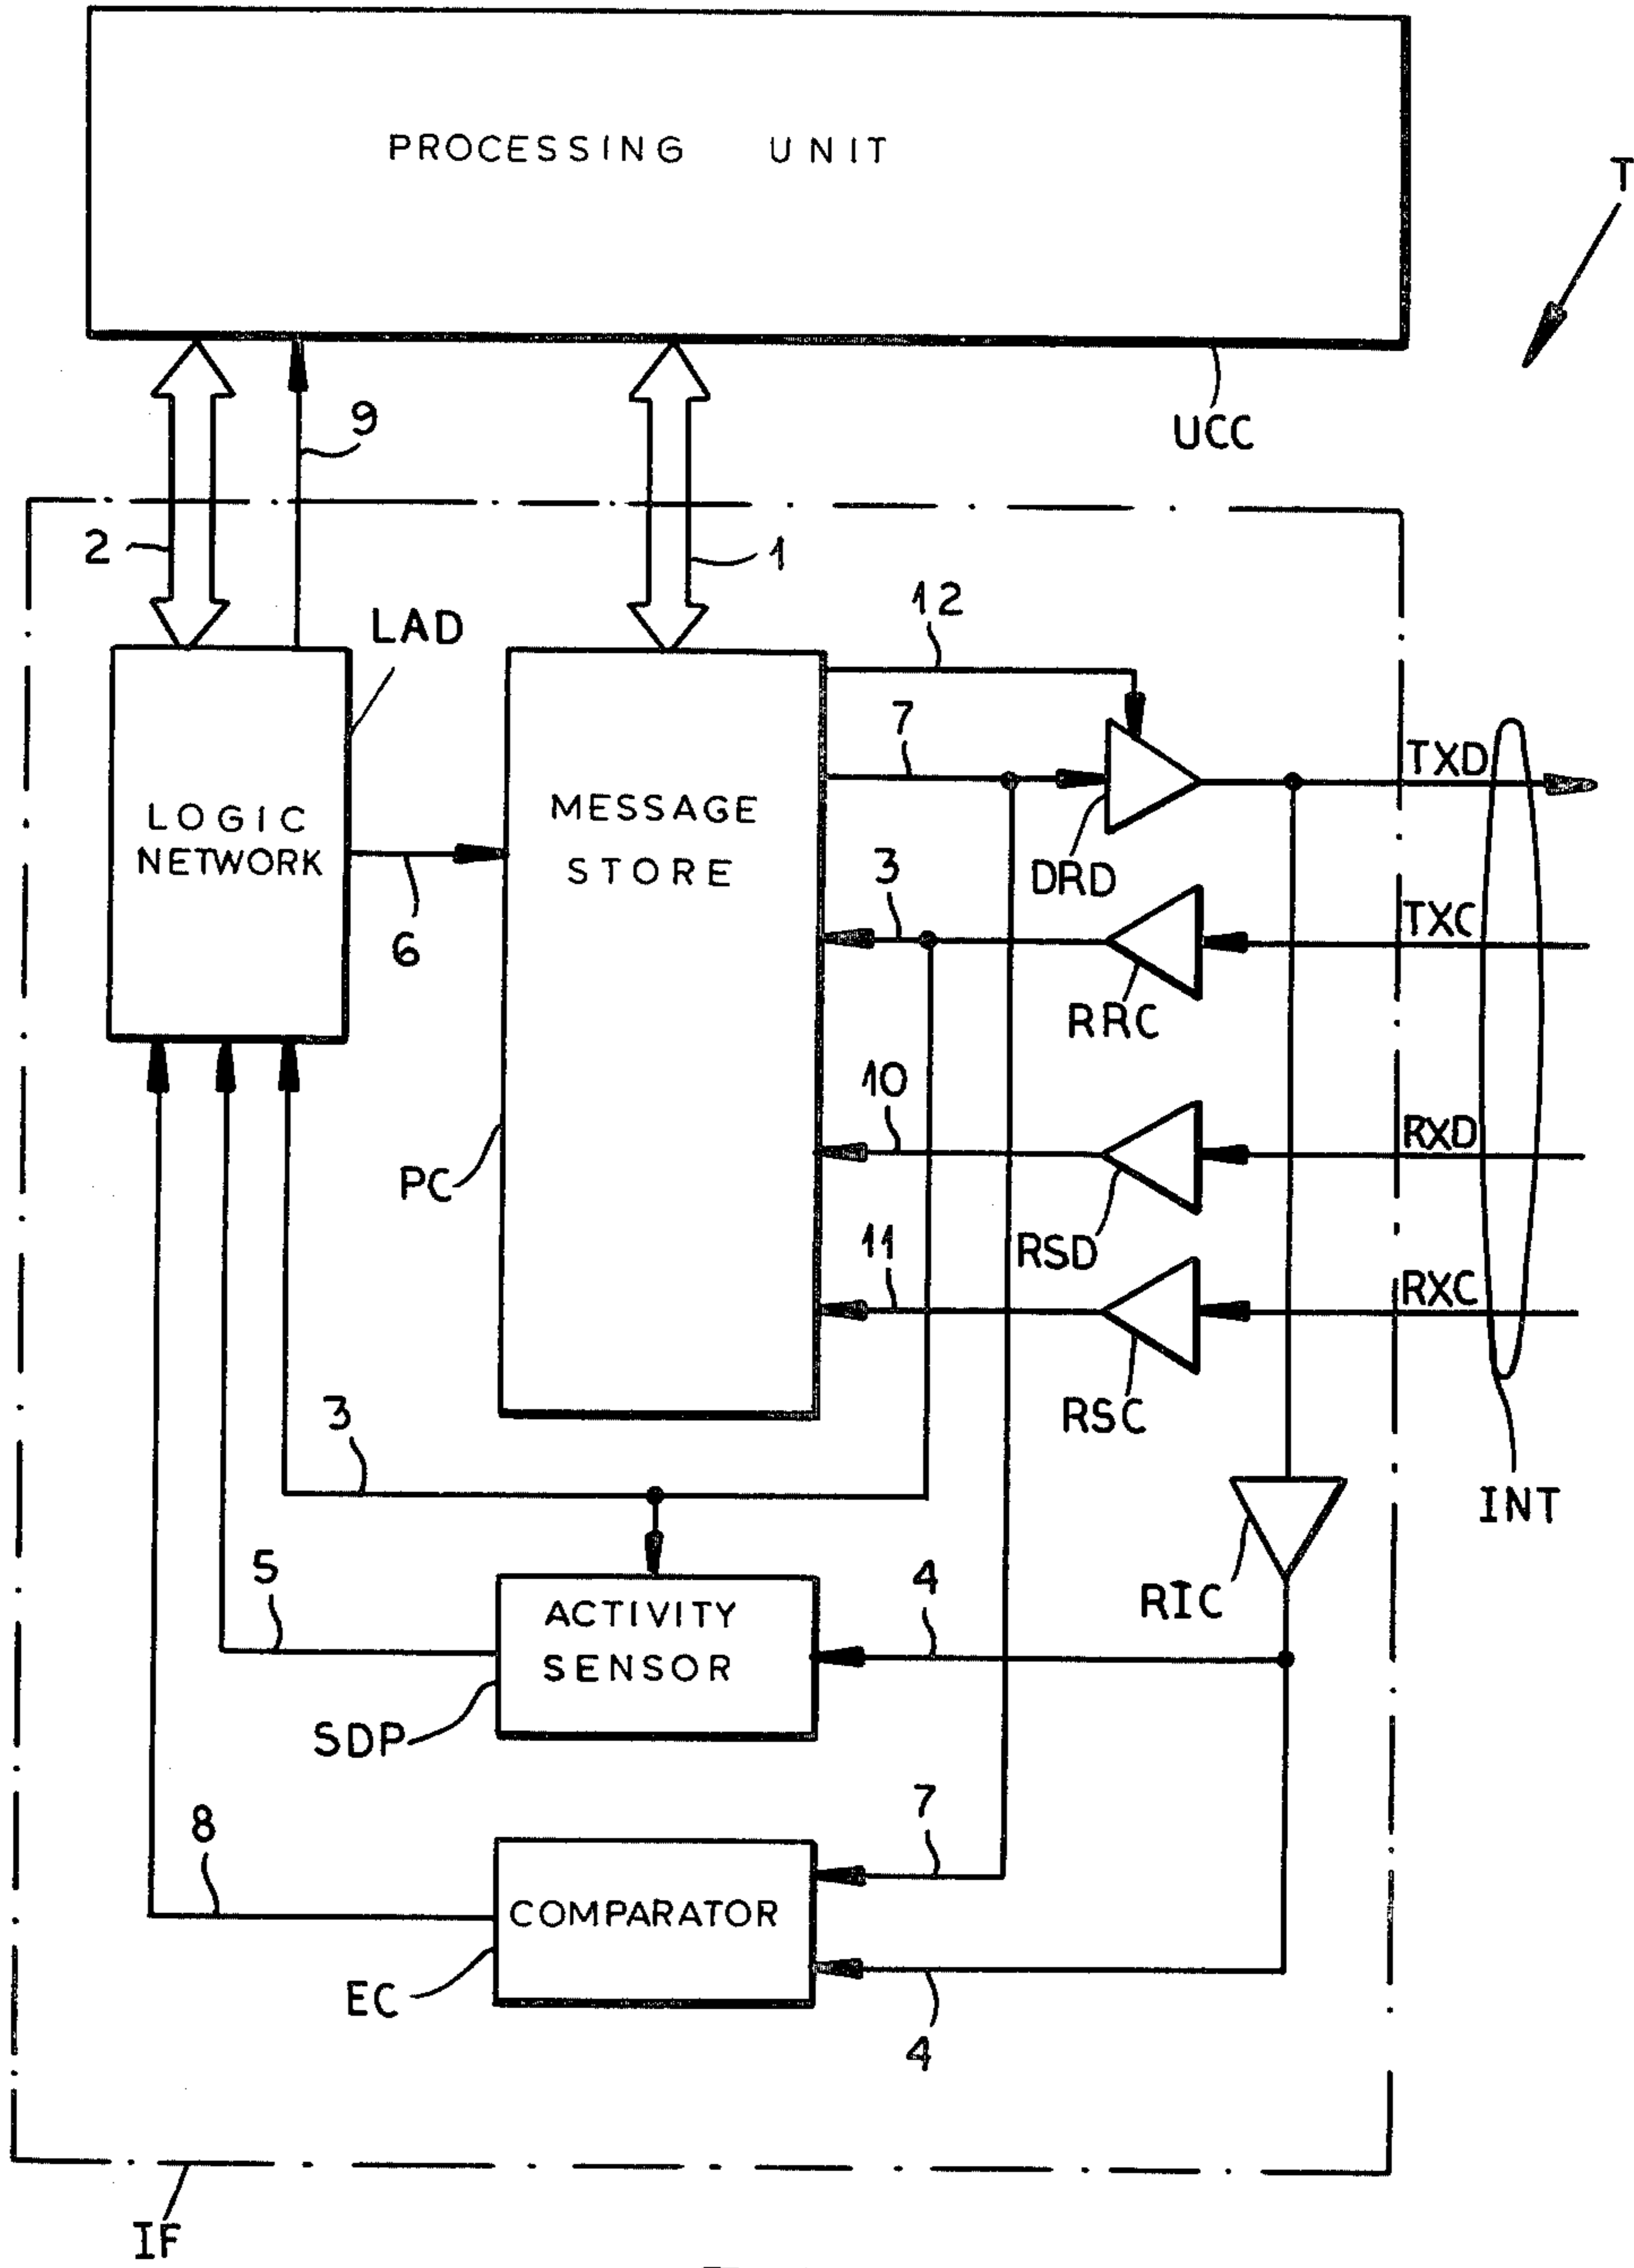 PROCESSING UNIT
T
UCC
9
2
1
LAD
12
7
TXD
LOGIC
NETWORK
MESSAGE
STORE
DRD
6
3
TXC
RRC
10
RXD
PC
RSD
11
RXC
RSC
3
INT
5
ACTIVITY
SENSOR
4
RIC
SDP
8
7
COMPARATOR
EC
4
IF